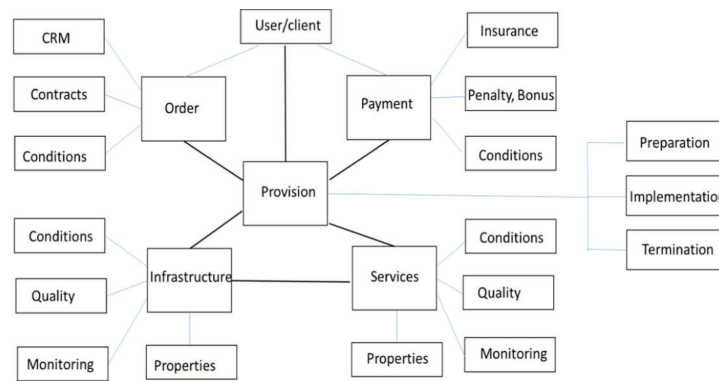 User/client
CRM
Insurance
Contracts
Order
Payment
Penalty, Bonus
Conditions
Conditions
Preparation
Provision
Implementation
Conditions
Conditions
Termination
Infrastructure
Services
Quality
Quality
Monitoring
Properties
Properties
Monitoring